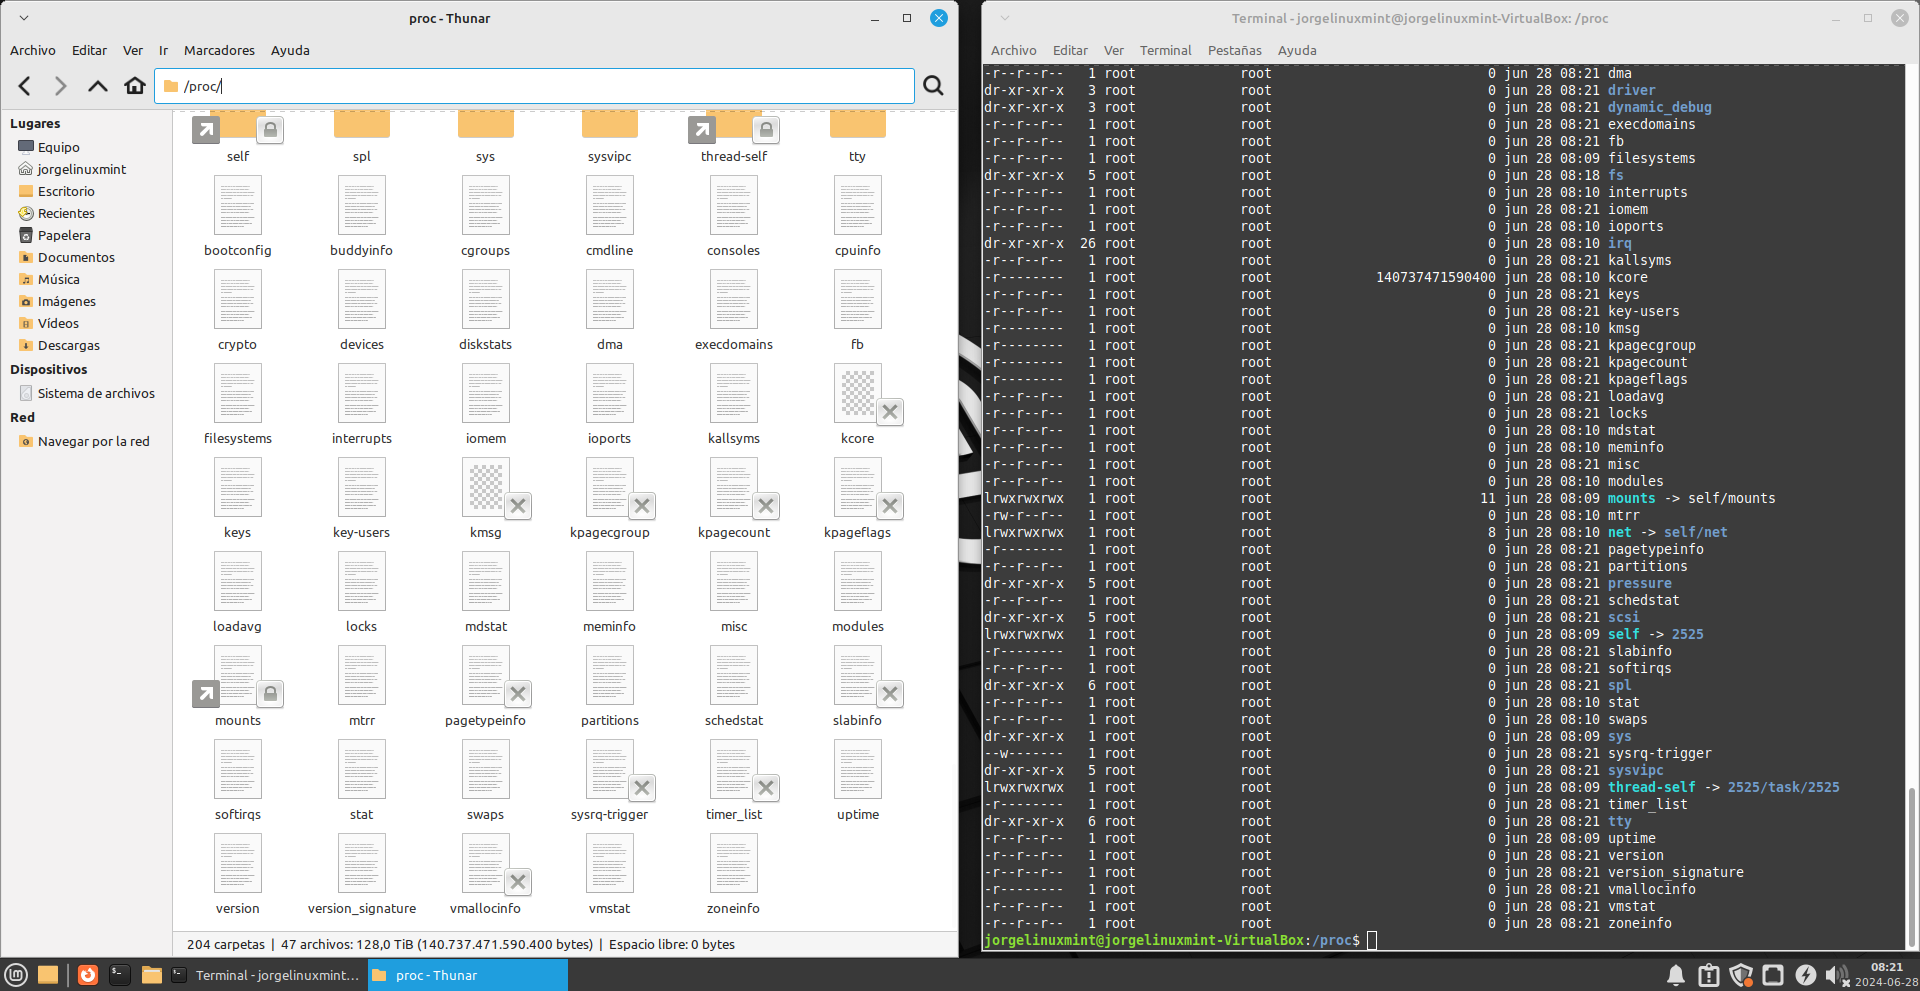 proc - Thunar
Archivo Editar Ver Ir Marcadores Ayuda
/proc/
Lugares
Equipo
jorgelinuxmint
Escritorio
Recientes
Papelera
Documentos
Música
Imágenes
Vídeos
Descargas
Dispositivos
Sistema de archivos
Red
Navegar por la red
self spl sys sysvipc thread-self tty
bootconfig buddyinfo cgroups cmdline consoles cpuinfo
crypto devices diskstats dma execdomains fb
filesystems interrupts iomem ioports kallsyms kcore
keys key-users kmsg kpagecgroup kpagecount kpageflags
loadavg locks mdstat meminfo misc modules
mounts mtrr pagetypeinfo partitions schedstat slabinfo
softirqs stat swaps sysrq-trigger timer_list uptime
version version_signature vmallocinfo vmstat zoneinfo
204 carpetas | 47 archivos: 128,0 TiB (140.737.471.590.400 bytes) | Espacio libre: 0 bytes
Terminal - jorgelinuxmint@jorgelinuxmint-VirtualBox: /proc
Archivo Editar Ver Terminal Pestañas Ayuda
-r--r--r-- 1 root root 0 jun 28 08:21 dma
dr-xr-xr-x 3 root root 0 jun 28 08:21 driver
dr-xr-xr-x 3 root root 0 jun 28 08:21 dynamic_debug
-r--r--r-- 1 root root 0 jun 28 08:21 execdomains
-r--r--r-- 1 root root 0 jun 28 08:21 fb
-r--r--r-- 1 root root 0 jun 28 08:09 filesystems
dr-xr-xr-x 5 root root 0 jun 28 08:18 fs
-r--r--r-- 1 root root 0 jun 28 08:10 interrupts
-r--r--r-- 1 root root 0 jun 28 08:21 iomem
-r--r--r-- 1 root root 0 jun 28 08:10 ioports
dr-xr-xr-x 26 root root 0 jun 28 08:10 irq
-r--r--r-- 1 root root 0 jun 28 08:21 kallsyms
-r-------- 1 root root 140737471590400 jun 28 08:10 kcore
-r--r--r-- 1 root root 0 jun 28 08:21 keys
-r--r--r-- 1 root root 0 jun 28 08:21 key-users
-r-------- 1 root root 0 jun 28 08:10 kmsg
-r-------- 1 root root 0 jun 28 08:21 kpagecgroup
-r-------- 1 root root 0 jun 28 08:21 kpagecount
-r-------- 1 root root 0 jun 28 08:21 kpageflags
-r--r--r-- 1 root root 0 jun 28 08:21 loadavg
-r--r--r-- 1 root root 0 jun 28 08:21 locks
-r--r--r-- 1 root root 0 jun 28 08:10 mdstat
-r--r--r-- 1 root root 0 jun 28 08:10 meminfo
-r--r--r-- 1 root root 0 jun 28 08:21 misc
-r--r--r-- 1 root root 0 jun 28 08:10 modules
lrwxrwxrwx 1 root root 11 jun 28 08:09 mounts -> self/mounts
-rw-r--r-- 1 root root 0 jun 28 08:10 mtrr
lrwxrwxrwx 1 root root 8 jun 28 08:10 net -> self/net
-r-------- 1 root root 0 jun 28 08:21 pagetypeinfo
-r--r--r-- 1 root root 0 jun 28 08:21 partitions
dr-xr-xr-x 5 root root 0 jun 28 08:21 pressure
-r--r--r-- 1 root root 0 jun 28 08:21 schedstat
dr-xr-xr-x 5 root root 0 jun 28 08:21 scsi
lrwxrwxrwx 1 root root 0 jun 28 08:09 self -> 2525
-r-------- 1 root root 0 jun 28 08:21 slabinfo
-r--r--r-- 1 root root 0 jun 28 08:21 softirqs
dr-xr-xr-x 6 root root 0 jun 28 08:21 spl
-r--r--r-- 1 root root 0 jun 28 08:10 stat
-r--r--r-- 1 root root 0 jun 28 08:10 swaps
dr-xr-xr-x 1 root root 0 jun 28 08:09 sys
--w------- 1 root root 0 jun 28 08:21 sysrq-trigger
dr-xr-xr-x 5 root root 0 jun 28 08:21 sysvipc
lrwxrwxrwx 1 root root 0 jun 28 08:09 thread-self -> 2525/task/2525
-r-------- 1 root root 0 jun 28 08:21 timer_list
dr-xr-xr-x 6 root root 0 jun 28 08:21 tty
-r--r--r-- 1 root root 0 jun 28 08:09 uptime
-r--r--r-- 1 root root 0 jun 28 08:21 version
-r--r--r-- 1 root root 0 jun 28 08:21 version_signature
-r-------- 1 root root 0 jun 28 08:21 vmallocinfo
-r--r--r-- 1 root root 0 jun 28 08:21 vmstat
-r--r--r-- 1 root root 0 jun 28 08:21 zoneinfo
jorgelinuxmint@jorgelinuxmint-VirtualBox:/proc$
Terminal - jorgelinuxmint... proc - Thunar
08:21
2024-06-28